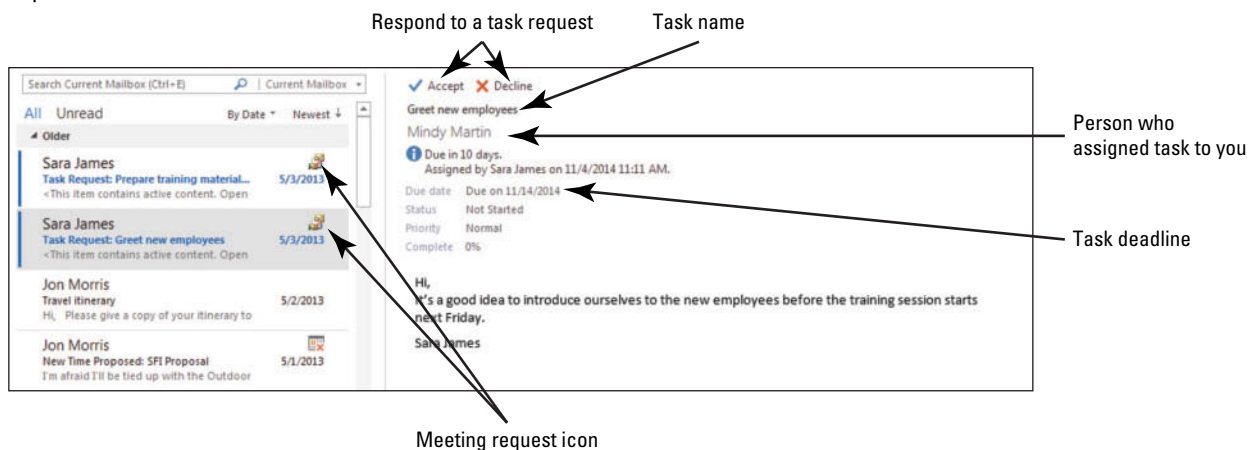 Respond to a task request
Task name
Search Current Mailbox (Ctrl+E)
Current Mailbox
All Unread
By Date Newest ↓
Older
Sara James
Task Request: Prepare training material... 5/3/2013
<This item contains active content. Open
Sara James
Task Request: Greet new employees 5/3/2013
<This item contains active content. Open
Jon Morris
Travel itinerary 5/2/2013
Hi, Please give a copy of your itinerary to
Jon Morris
New Time Proposed: SFI Proposal 5/1/2013
I'm afraid I'll be tied up with the Outdoor
Accept Decline
Greet new employees
Mindy Martin
Due in 10 days.
Assigned by Sara James on 11/4/2014 11:11 AM.
Due date Due on 11/14/2014
Status Not Started
Priority Normal
Complete 0%
Hi,
It's a good idea to introduce ourselves to the new employees before the training session starts
next Friday.
Sara James
Person who
assigned task to you
Task deadline
Meeting request icon